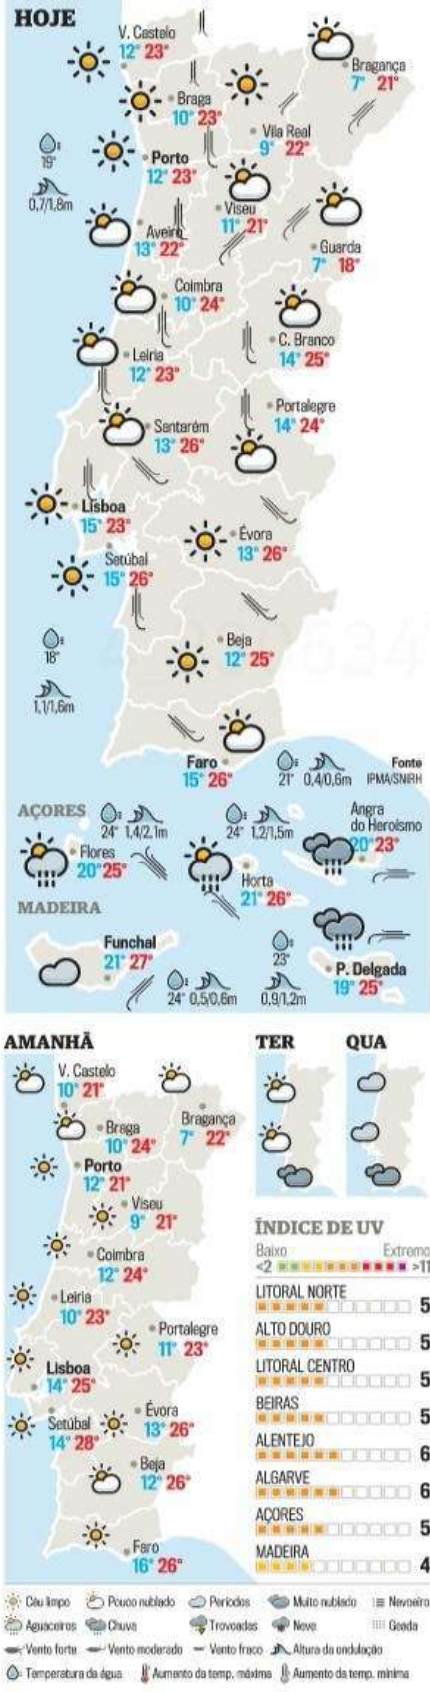 HOJE
V. Castelo
12° 23°
Bragança
7° 21°
Braga
10° 23°
Vila Real
9° 22°
19°
Porto
12° 23°
0,7/1,8m
Viseu
11° 21°
Aveiro
13° 22°
Guarda
7° 18°
Coimbra
10° 24°
C. Branco
14° 25°
Leiria
12° 23°
Portalegre
14° 24°
Santarém
13° 26°
Lisboa
15° 23°
Évora
13° 26°
Setúbal
15° 26°
18°
Beja
12° 25°
1,1/1,6m
Faro
15° 26°
21° 0,4/0,6m
Fonte
IPMA/SNIRH
AÇORES
24° 1,4/2,1m
24° 1,2/1,5m
Angra
do Heroísmo
20° 23°
Flores
20° 25°
Horta
21° 26°
MADEIRA
Funchal
21° 27°
23°
P. Delgada
19° 25°
24° 0,5/0,6m
0,9/1,2m
AMANHÃ
V. Castelo
10° 21°
Bragança
7° 22°
Braga
10° 24°
Porto
12° 21°
Viseu
9° 21°
Coimbra
12° 24°
Leiria
10° 23°
Portalegre
11° 23°
Lisboa
14° 25°
Évora
13° 26°
Setúbal
14° 28°
Beja
12° 26°
Faro
16° 26°
TER QUA
ÍNDICE DE UV
Baixo Extremo
<2 >11
LITORAL NORTE
5
ALTO DOURO
5
LITORAL CENTRO
5
BEIRAS
5
ALENTEJO
6
ALGARVE
6
AÇORES
5
MADEIRA
4
Céu limpo Pouco nublado Períodos Muito nublado Nevoeiro
Aguaceiros Chuva Trovoadas Neve Geada
Vento forte Vento moderado Vento fraco Altura da ondulação
Temperatura da água Aumento da temp. máxima Aumento da temp. mínima